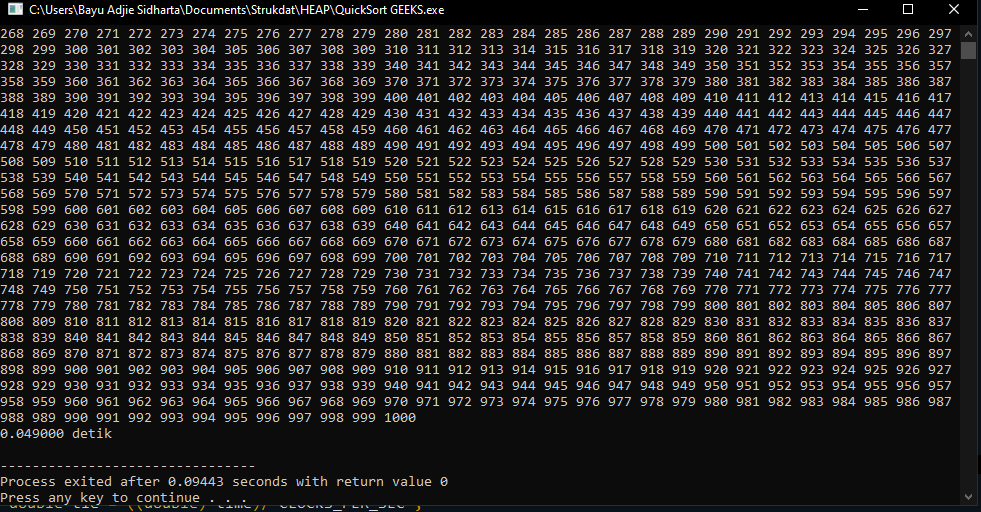 C:\Users\Bayu Adjie Sidharta\Documents\Strukdat\HEAP\QuickSort GEEKS.exe
268 269 270 271 272 273 274 275 276 277 278 279 280 281 282 283 284 285 286 287 288 289 290 291 292 293 294 295 296 297
298 299 300 301 302 303 304 305 306 307 308 309 310 311 312 313 314 315 316 317 318 319 320 321 322 323 324 325 326 327
328 329 330 331 332 333 334 335 336 337 338 339 340 341 342 343 344 345 346 347 348 349 350 351 352 353 354 355 356 357
358 359 360 361 362 363 364 365 366 367 368 369 370 371 372 373 374 375 376 377 378 379 380 381 382 383 384 385 386 387
388 389 390 391 392 393 394 395 396 397 398 399 400 401 402 403 404 405 406 407 408 409 410 411 412 413 414 415 416 417
418 419 420 421 422 423 424 425 426 427 428 429 430 431 432 433 434 435 436 437 438 439 440 441 442 443 444 445 446 447
448 449 450 451 452 453 454 455 456 457 458 459 460 461 462 463 464 465 466 467 468 469 470 471 472 473 474 475 476 477
478 479 480 481 482 483 484 485 486 487 488 489 490 491 492 493 494 495 496 497 498 499 500 501 502 503 504 505 506 507
508 509 510 511 512 513 514 515 516 517 518 519 520 521 522 523 524 525 526 527 528 529 530 531 532 533 534 535 536 537
538 539 540 541 542 543 544 545 546 547 548 549 550 551 552 553 554 555 556 557 558 559 560 561 562 563 564 565 566 567
568 569 570 571 572 573 574 575 576 577 578 579 580 581 582 583 584 585 586 587 588 589 590 591 592 593 594 595 596 597
598 599 600 601 602 603 604 605 606 607 608 609 610 611 612 613 614 615 616 617 618 619 620 621 622 623 624 625 626 627
628 629 630 631 632 633 634 635 636 637 638 639 640 641 642 643 644 645 646 647 648 649 650 651 652 653 654 655 656 657
658 659 660 661 662 663 664 665 666 667 668 669 670 671 672 673 674 675 676 677 678 679 680 681 682 683 684 685 686 687
688 689 690 691 692 693 694 695 696 697 698 699 700 701 702 703 704 705 706 707 708 709 710 711 712 713 714 715 716 717
718 719 720 721 722 723 724 725 726 727 728 729 730 731 732 733 734 735 736 737 738 739 740 741 742 743 744 745 746 747
748 749 750 751 752 753 754 755 756 757 758 759 760 761 762 763 764 765 766 767 768 769 770 771 772 773 774 775 776 777
778 779 780 781 782 783 784 785 786 787 788 789 790 791 792 793 794 795 796 797 798 799 800 801 802 803 804 805 806 807
808 809 810 811 812 813 814 815 816 817 818 819 820 821 822 823 824 825 826 827 828 829 830 831 832 833 834 835 836 837
838 839 840 841 842 843 844 845 846 847 848 849 850 851 852 853 854 855 856 857 858 859 860 861 862 863 864 865 866 867
868 869 870 871 872 873 874 875 876 877 878 879 880 881 882 883 884 885 886 887 888 889 890 891 892 893 894 895 896 897
898 899 900 901 902 903 904 905 906 907 908 909 910 911 912 913 914 915 916 917 918 919 920 921 922 923 924 925 926 927
928 929 930 931 932 933 934 935 936 937 938 939 940 941 942 943 944 945 946 947 948 949 950 951 952 953 954 955 956 957
958 959 960 961 962 963 964 965 966 967 968 969 970 971 972 973 974 975 976 977 978 979 980 981 982 983 984 985 986 987
988 989 990 991 992 993 994 995 996 997 998 999 1000
0.049000 detik
--------------------------------
Process exited after 0.09443 seconds with return value 0
Press any key to continue . . .